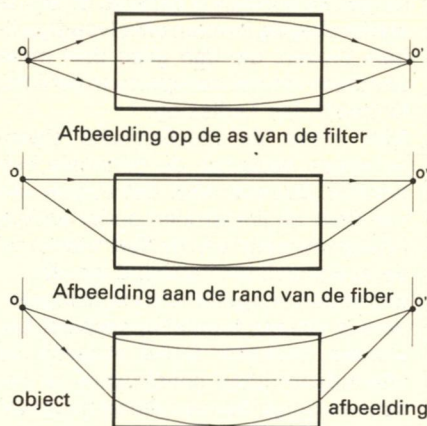 o o'
Afbeelding op de as van de filter
o o'
Afbeelding aan de rand van de fiber
o o'
object afbeelding